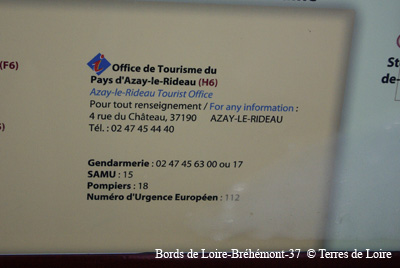 (F6)
i
Office de Tourisme du
Pays d'Azay-le-Rideau (H6)
Azay-le-Rideau Tourist Office
Pour tout renseignement / For any information :
4 rue du Château, 37190 AZAY-LE-RIDEAU
Tél. : 02 47 45 44 40
Gendarmerie : 02 47 45 63 00 ou 17
SAMU : 15
Pompiers : 18
Numéro d'Urgence Européen : 112
St
de-
Bords de Loire-Bréhémont-37 © Terres de Loire